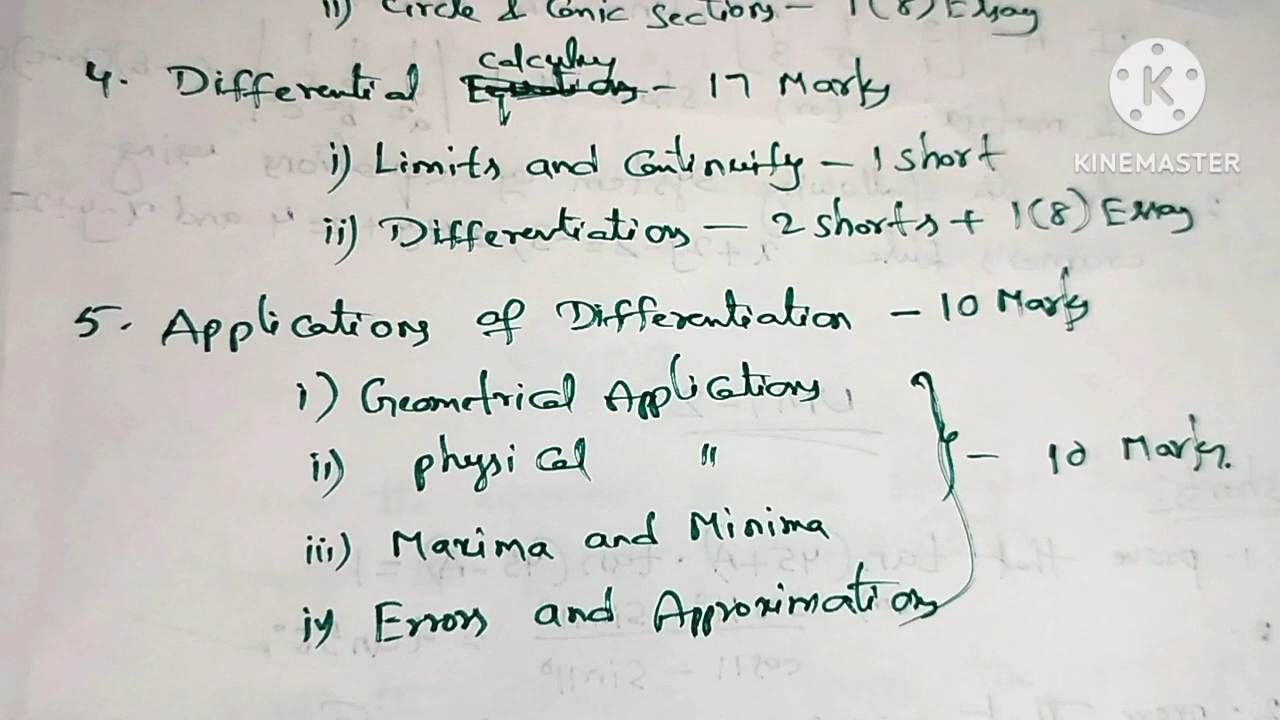 ii) Circle & Conic Sections - 1(8) Essay
4. Differential calculus - 17 Marks
i) Limits and Continuity - 1 short
ii) Differentiation - 2 shorts + 1(8) Essay
5. Applications of Differentiation - 10 Marks
i) Geometrical Applications
ii) physical "
iii) Maxima and Minima
iv) Errors and Approximations
- 10 Marks.
K
KINEMASTER